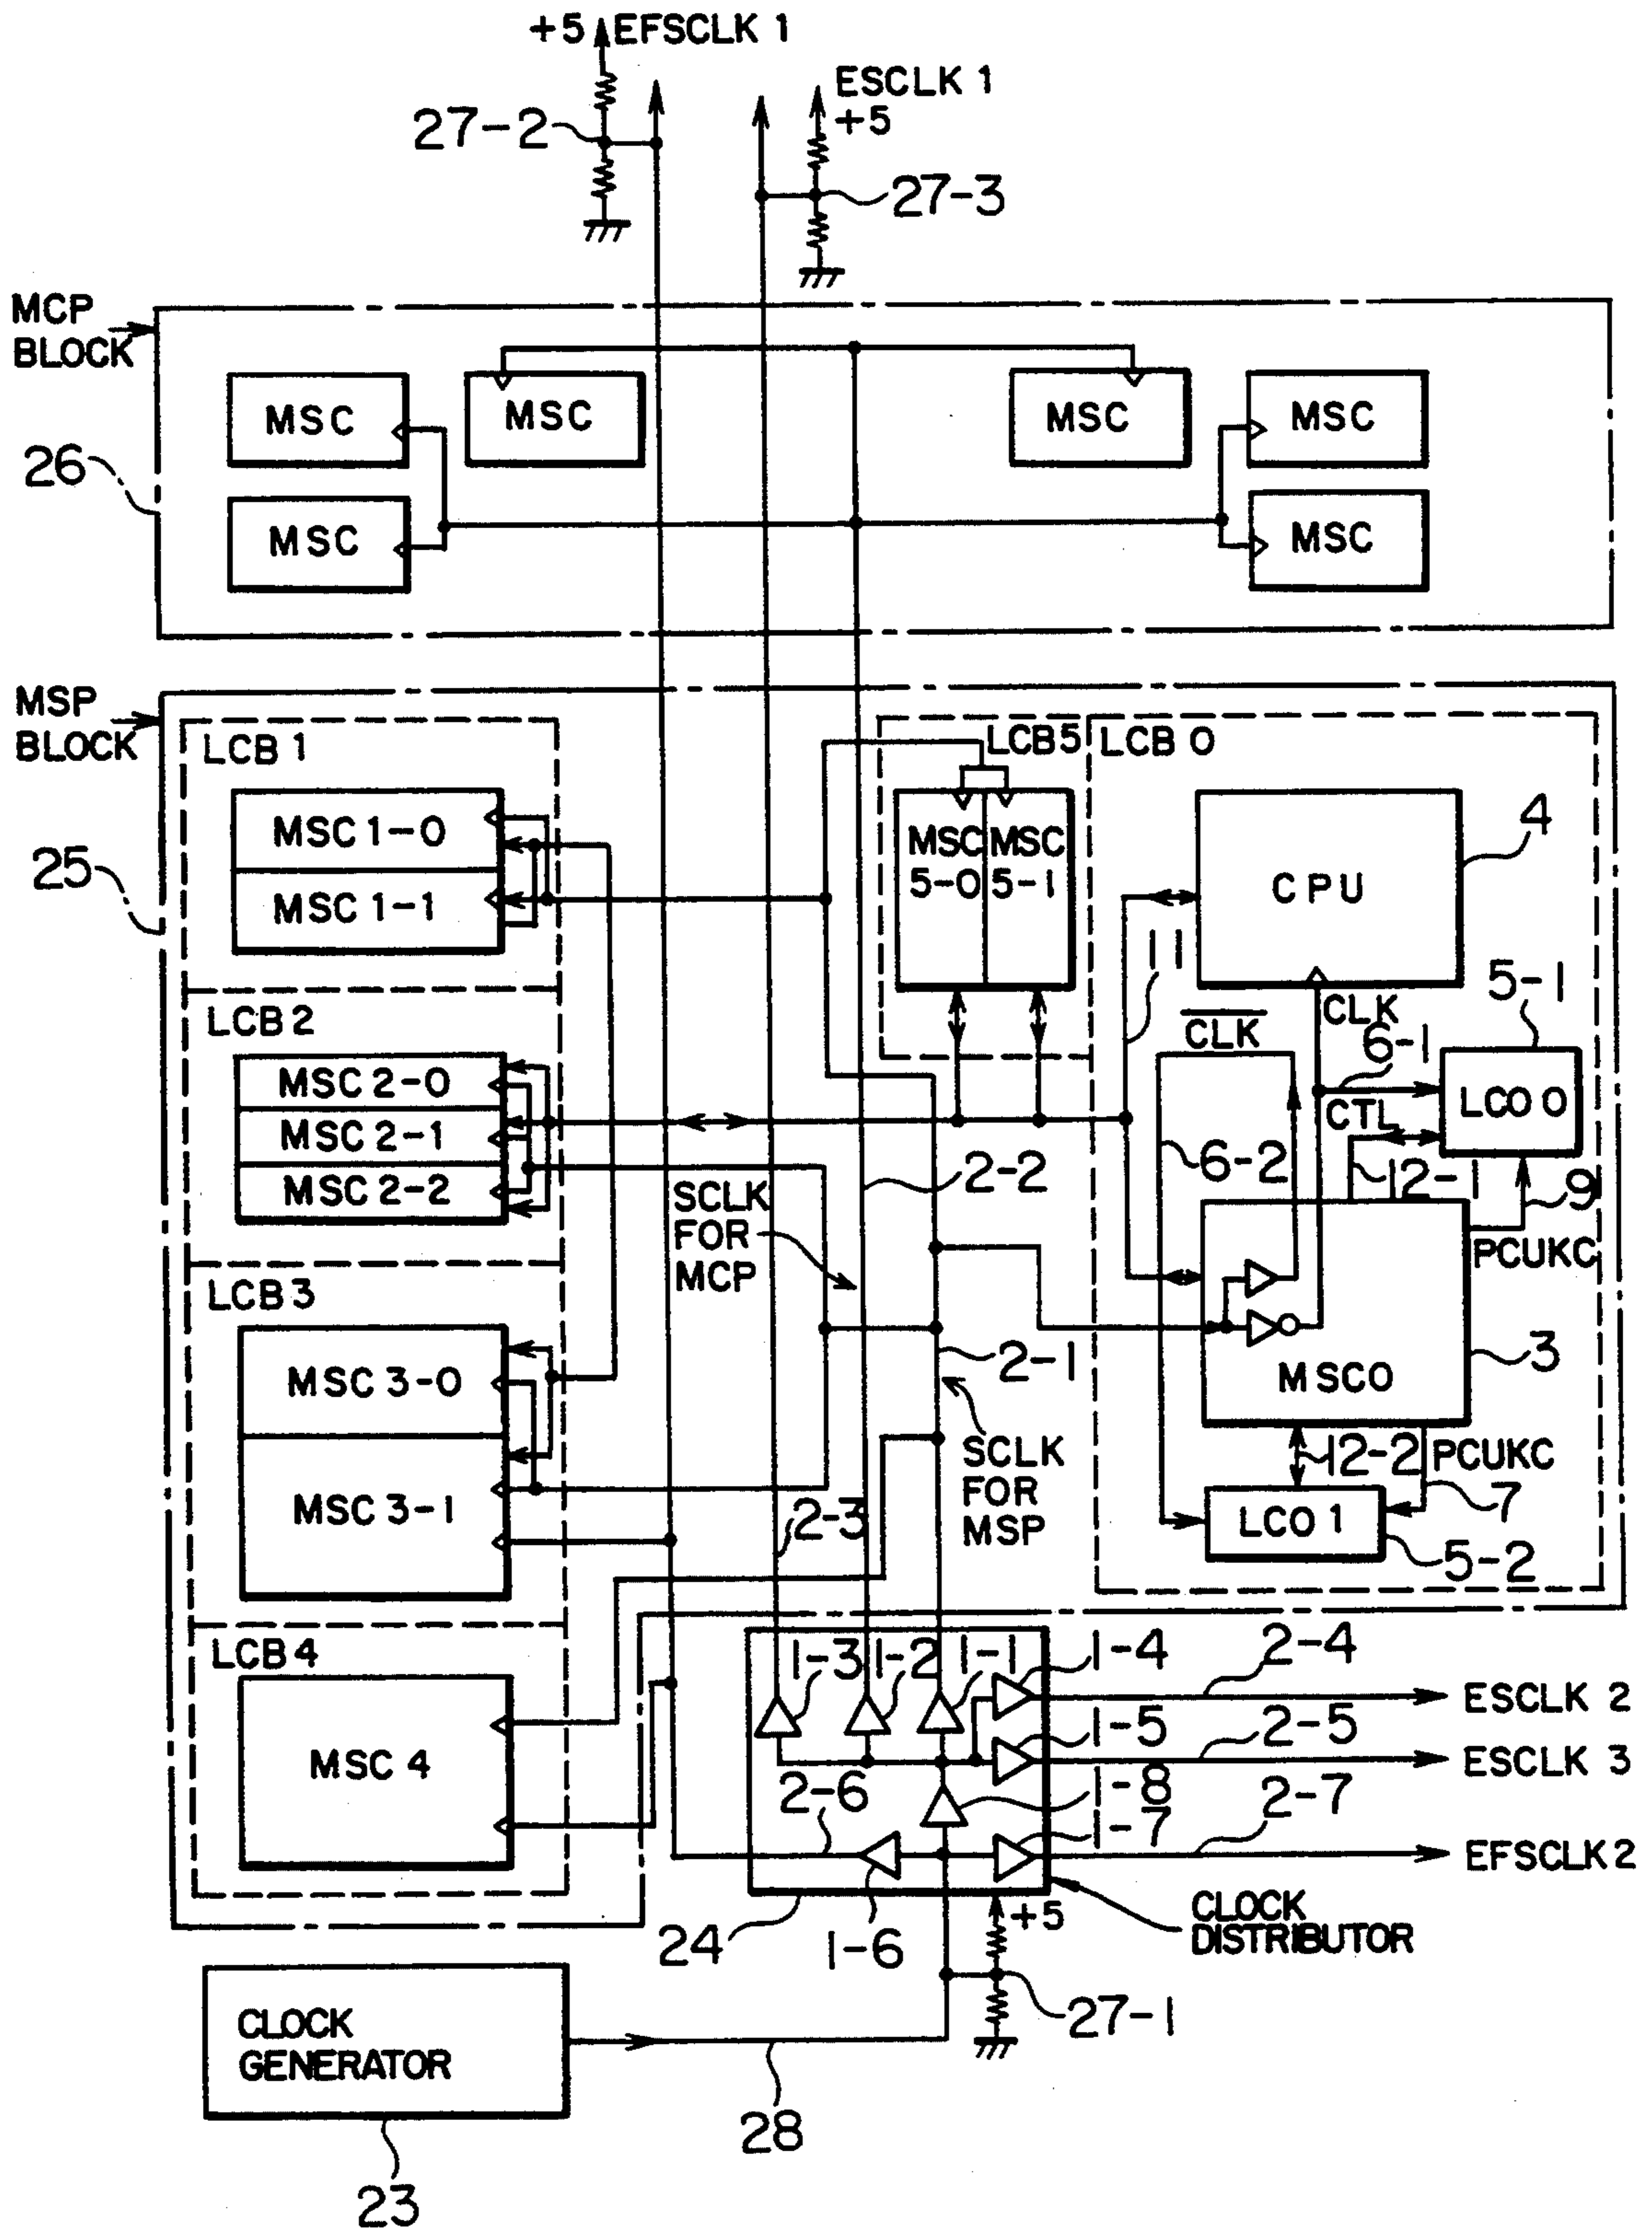 +5 EFSCLK 1
ESCLK 1
+5
27-2
27-3
MCP
BLOCK
MSC
MSC
MSC
MSC
26
MSC
MSC
MSP
BLOCK
LCB 1
LCB5
LCB 0
MSC 1-0
MSC 1-1
MSC
5-0
MSC
5-1
CPU
4
25
11
LCB 2
CLK
CLK
5-1
6-1
MSC 2-0
MSC 2-1
MSC 2-2
CTL
LCO 0
6-2
12-1
9
2-2
SCLK
FOR
MCP
PCUKC
LCB3
MSC 3-0
MSC 3-1
2-1
MSC0
3
SCLK
FOR
MSP
12-2
PCUKC
7
2-3
LCO 1
5-2
LCB4
MSC 4
1-3
1-2
1-1
1-4
2-4
ESCLK 2
1-5
2-5
ESCLK 3
2-6
1-8
2-7
1-7
EFSCLK2
24
1-6
+5
CLOCK
DISTRIBUTOR
27-1
CLOCK
GENERATOR
28
23